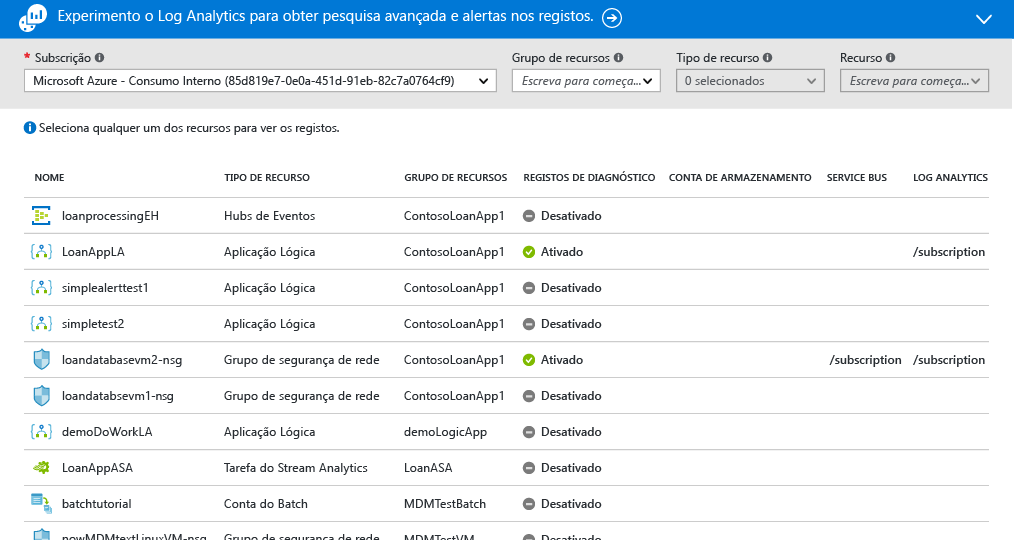 Experimento o Log Analytics para obter pesquisa avançada e alertas nos registos.
* Subscrição Grupo de recursos Tipo de recurso Recurso
Microsoft Azure - Consumo Interno (85d819e7-0e0a-451d-91eb-82c7a0764cf9) Escreva para começa... 0 selecionados Escreva para começa...
Seleciona qualquer um dos recursos para ver os registos.
NOME TIPO DE RECURSO GRUPO DE RECURSOS REGISTOS DE DIAGNÓSTICO CONTA DE ARMAZENAMENTO SERVICE BUS LOG ANALYTICS
loanprocessingEH Hubs de Eventos ContosoLoanApp1 Desativado
LoanAppLA Aplicação Lógica ContosoLoanApp1 Ativado /subscription
simplealerttest1 Aplicação Lógica ContosoLoanApp1 Desativado
simpletest2 Aplicação Lógica ContosoLoanApp1 Desativado
loandatabasevm2-nsg Grupo de segurança de rede ContosoLoanApp1 Ativado /subscription /subscription
loandatabsevm1-nsg Grupo de segurança de rede ContosoLoanApp1 Desativado
demoDoWorkLA Aplicação Lógica demoLogicApp Desativado
LoanAppASA Tarefa do Stream Analytics LoanASA Desativado
batchtutorial Conta do Batch MDMTestBatch Desativado
nowMDMtextLinuxVM-nsg Grupo de segurança de rede MDMTestVM Desativado